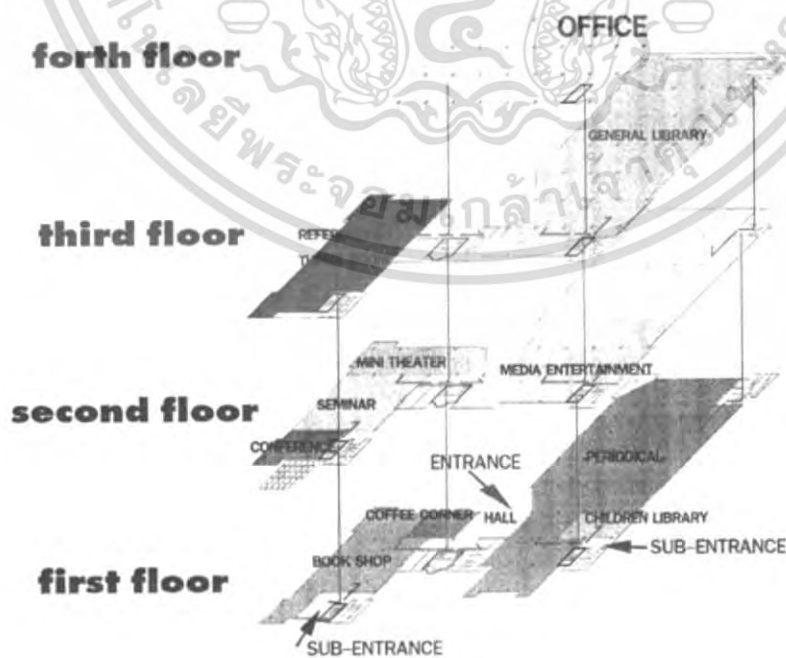 OFFICE
forth floor
GENERAL LIBRARY
third floor
MINI THEATER
MEDIA ENTERTAINMENT
second floor
SEMINAR
CONFERENCE
ENTRANCE
PERIODICAL
COFFEE CORNER
HALL
CHILDREN LIBRARY
SUB-ENTRANCE
BOOK SHOP
first floor
SUB-ENTRANCE